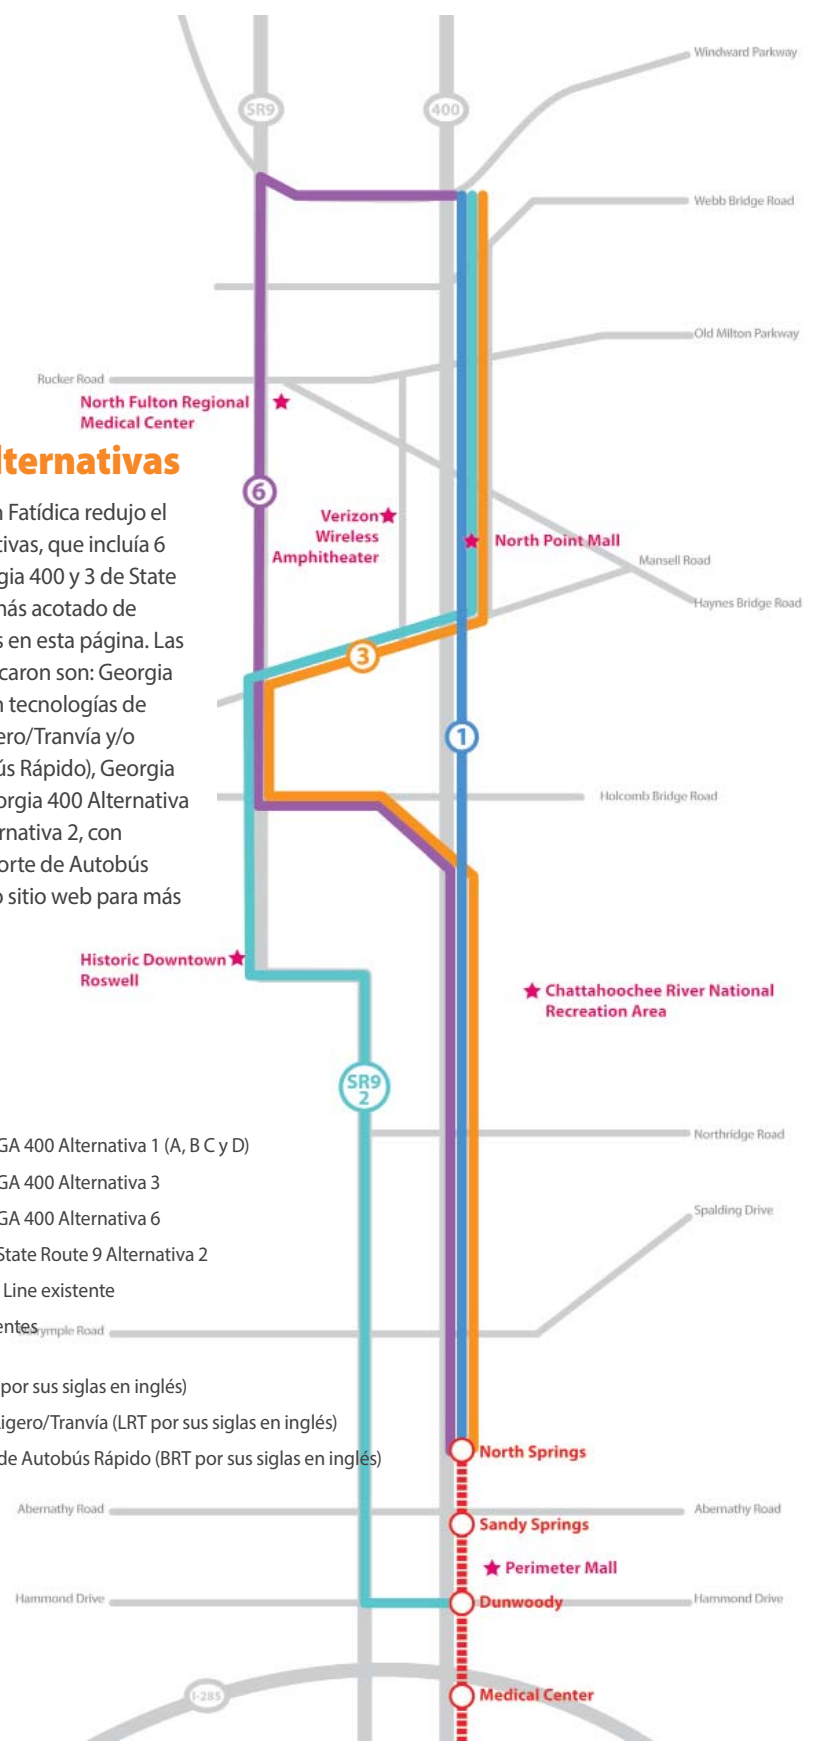 Windward Parkway
SR9
400
Webb Bridge Road
Old Milton Parkway
Rucker Road
North Fulton Regional
Medical Center
lternativas
6
n Fatídica redujo el
tivas, que incluía 6
gia 400 y 3 de State
más acotado de
s en esta página. Las
caron son: Georgia
n tecnologías de
ero/Tranvía y/o
ús Rápido), Georgia
orgia 400 Alternativa
rnativa 2, con
orte de Autobús
o sitio web para más
Verizon
Wireless
Amphitheater
North Point Mall
Mansell Road
Haynes Bridge Road
3
1
Holcomb Bridge Road
Historic Downtown
Roswell
Chattahoochee River National
Recreation Area
SR9
2
Northridge Road
GA 400 Alternativa 1 (A, B C y D)
GA 400 Alternativa 3
GA 400 Alternativa 6
State Route 9 Alternativa 2
Line existente
entes
Spalding Drive
rymple Road
por sus siglas en inglés)
igero/Tranvía (LRT por sus siglas en inglés)
de Autobús Rápido (BRT por sus siglas en inglés)
North Springs
Abernathy Road
Abernathy Road
Sandy Springs
Perimeter Mall
Hammond Drive
Dunwoody
Hammond Drive
I-285
Medical Center